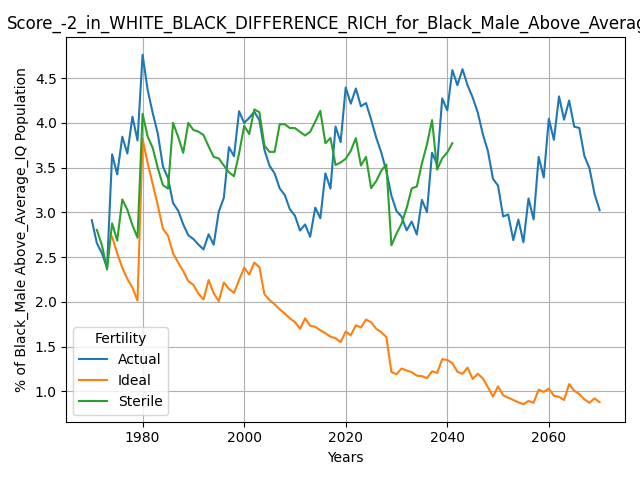 Score_-2_in_WHITE_BLACK_DIFFERENCE_RICH_for_Black_Male_Above_Averag
% of Black_Male Above_Average_IQ Population
4.5
4.0
3.5
3.0
2.5
2.0
1.5
1.0
Fertility
Actual
Ideal
Sterile
1980 2000 2020 2040 2060
Years